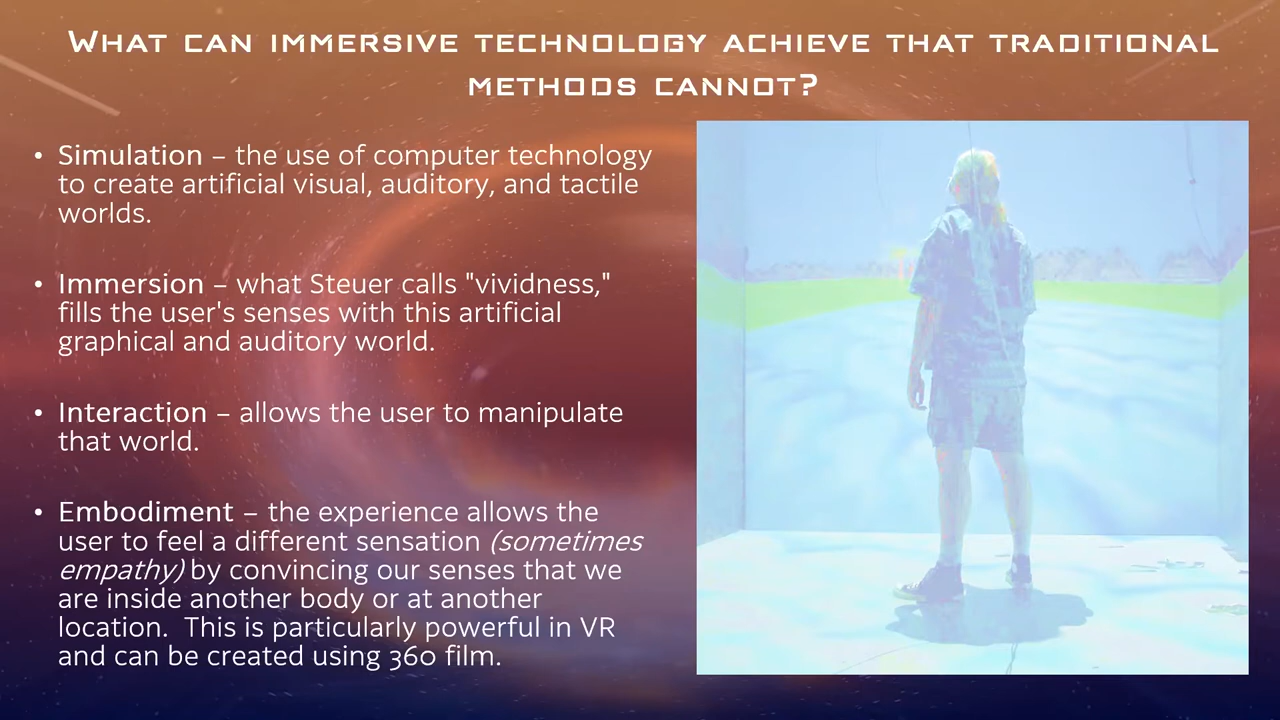 What can immersive technology achieve that traditional
methods cannot?
• Simulation – the use of computer technology
to create artificial visual, auditory, and tactile
worlds.
• Immersion – what Steuer calls "vividness,"
fills the user's senses with this artificial
graphical and auditory world.
• Interaction – allows the user to manipulate
that world.
• Embodiment – the experience allows the
user to feel a different sensation (sometimes
empathy) by convincing our senses that we
are inside another body or at another
location.  This is particularly powerful in VR
and can be created using 360 film.